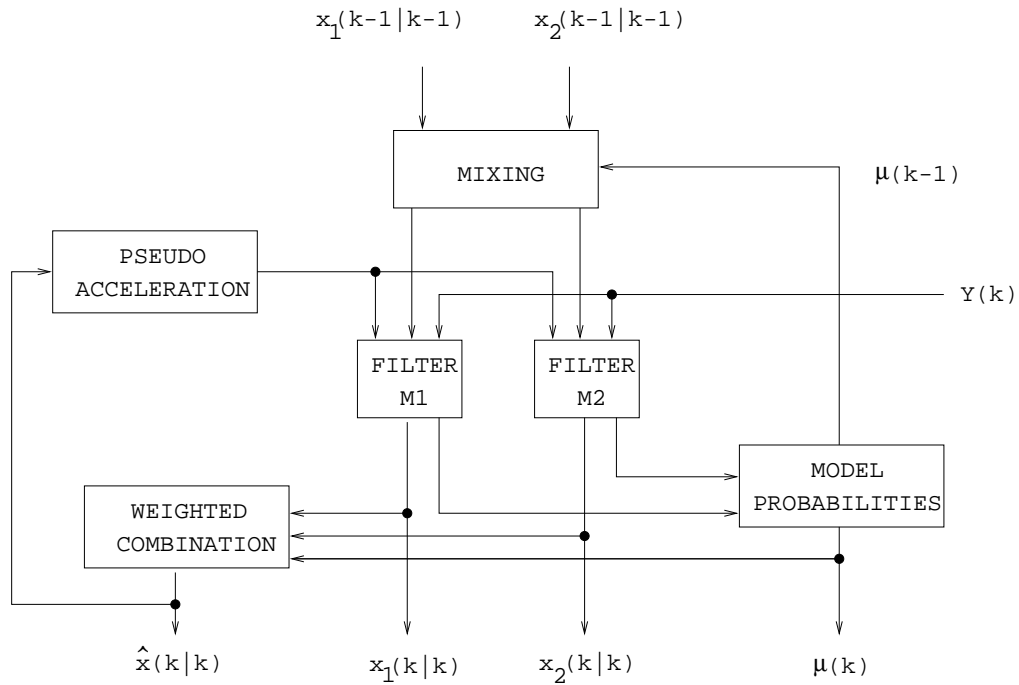 x₁(k-1|k-1)
x₂(k-1|k-1)
MIXING
μ(k-1)
PSEUDO
ACCELERATION
Y(k)
FILTER
M1
FILTER
M2
MODEL
PROBABILITIES
WEIGHTED
COMBINATION
x̂(k|k)
x₁(k|k)
x₂(k|k)
μ(k)